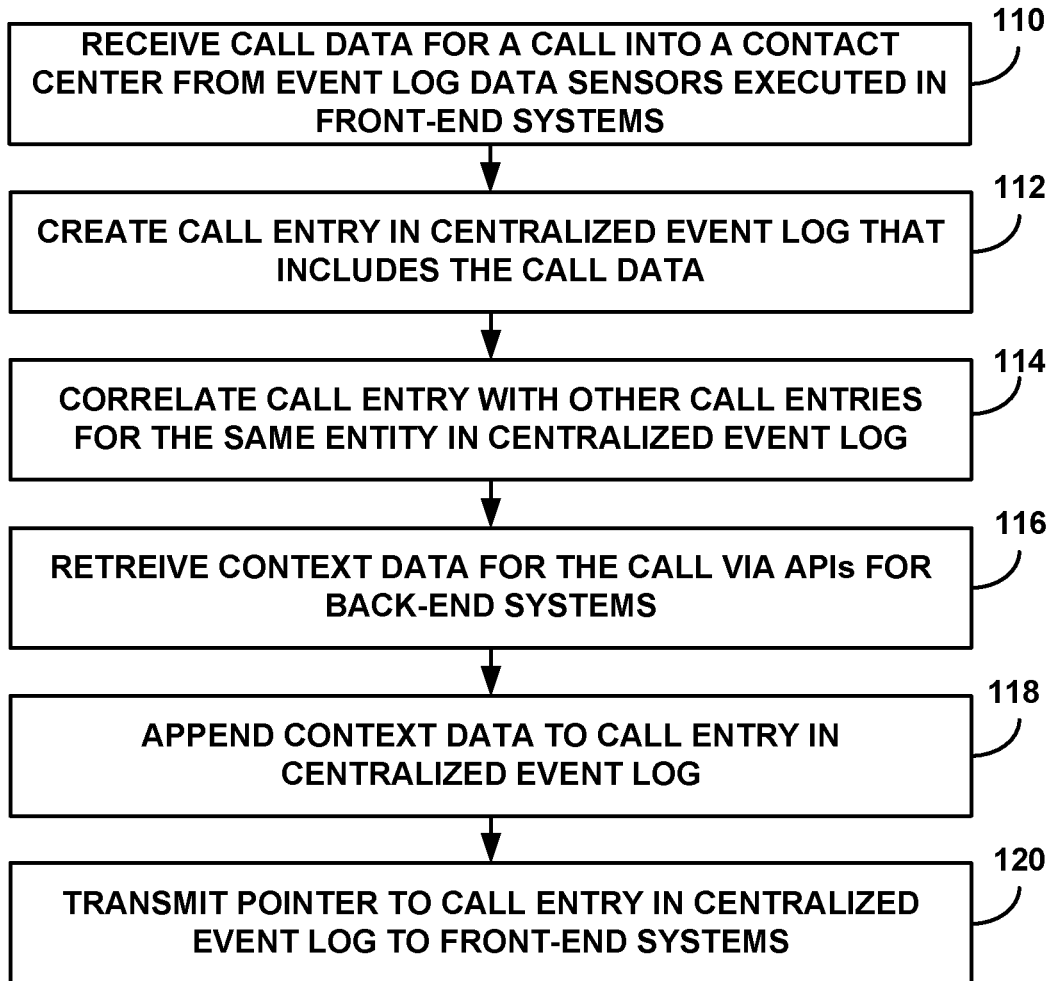 110
RECEIVE CALL DATA FOR A CALL INTO A CONTACT
CENTER FROM EVENT LOG DATA SENSORS EXECUTED IN
FRONT-END SYSTEMS
112
CREATE CALL ENTRY IN CENTRALIZED EVENT LOG THAT
INCLUDES THE CALL DATA
114
CORRELATE CALL ENTRY WITH OTHER CALL ENTRIES
FOR THE SAME ENTITY IN CENTRALIZED EVENT LOG
116
RETREIVE CONTEXT DATA FOR THE CALL VIA APIs FOR
BACK-END SYSTEMS
118
APPEND CONTEXT DATA TO CALL ENTRY IN
CENTRALIZED EVENT LOG
120
TRANSMIT POINTER TO CALL ENTRY IN CENTRALIZED
EVENT LOG TO FRONT-END SYSTEMS